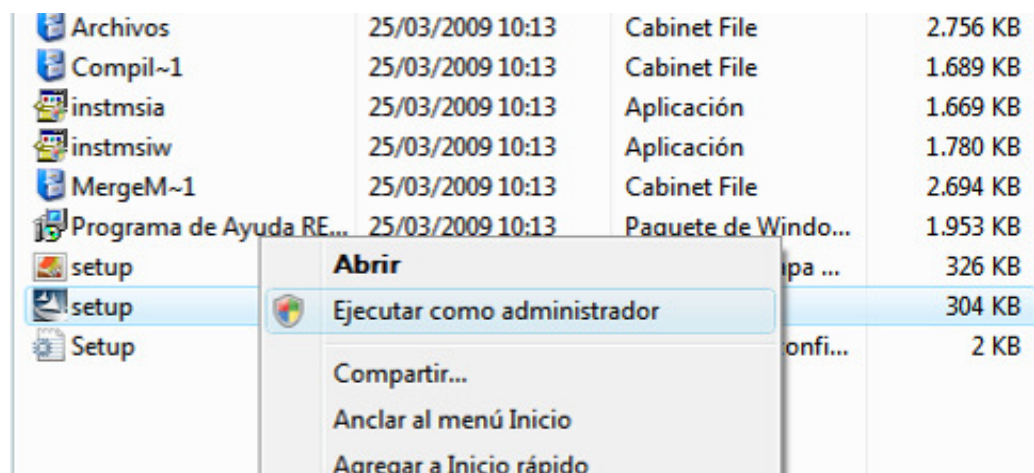 Archivos 25/03/2009 10:13 Cabinet File 2.756 KB
Compil~1 25/03/2009 10:13 Cabinet File 1.689 KB
instmsia 25/03/2009 10:13 Aplicación 1.669 KB
instmsiw 25/03/2009 10:13 Aplicación 1.780 KB
MergeM~1 25/03/2009 10:13 Cabinet File 2.694 KB
Programa de Ayuda RE... 25/03/2009 10:13 Paquete de Windo... 1.953 KB
setup ipa ... 326 KB
setup 304 KB
Setup onfi... 2 KB
Abrir
Ejecutar como administrador
Compartir...
Anclar al menú Inicio
Agregar a Inicio rápido